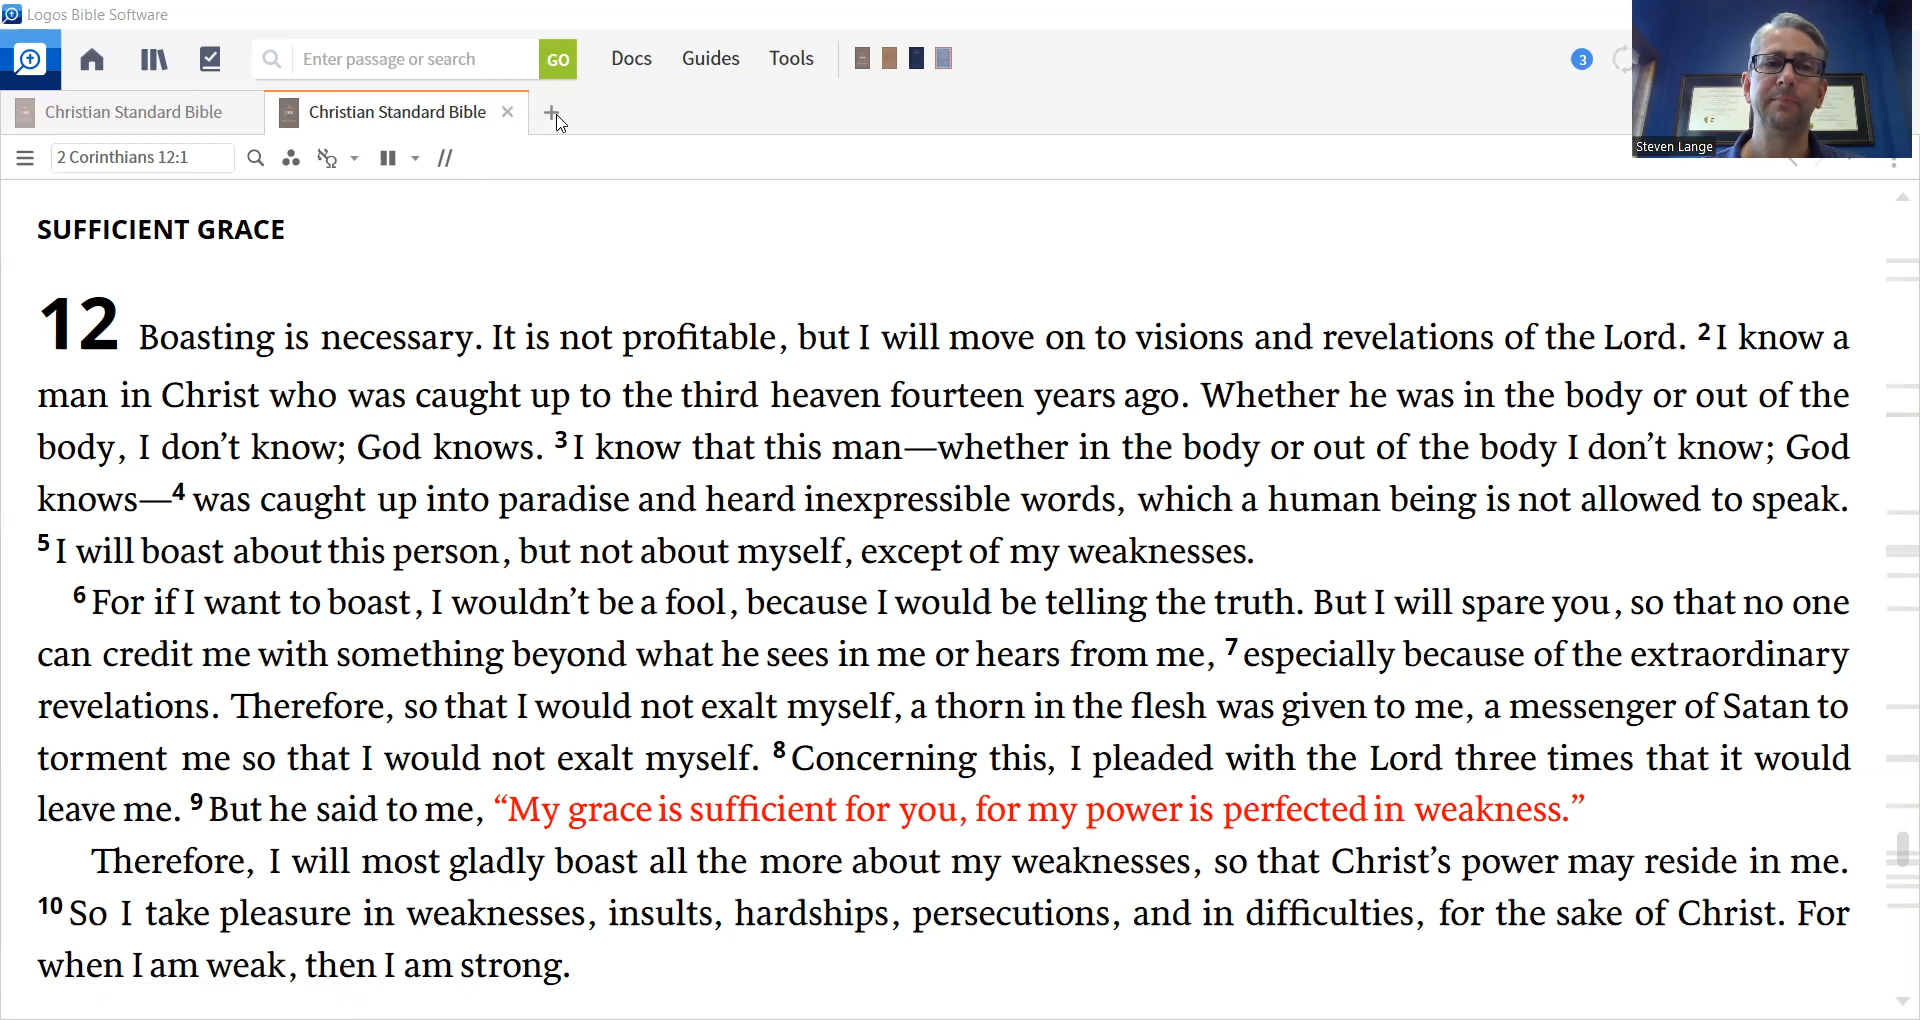 Logos Bible Software
Enter passage or search
GO
Docs
Guides
Tools
3
Steven Lange
Christian Standard Bible
Christian Standard Bible
2 Corinthians 12:1
SUFFICIENT GRACE
12 Boasting is necessary. It is not profitable, but I will move on to visions and revelations of the Lord. 2 I know a
man in Christ who was caught up to the third heaven fourteen years ago. Whether he was in the body or out of the
body, I don’t know; God knows. 3 I know that this man—whether in the body or out of the body I don’t know; God
knows—4 was caught up into paradise and heard inexpressible words, which a human being is not allowed to speak.
5 I will boast about this person, but not about myself, except of my weaknesses.
6 For if I want to boast, I wouldn’t be a fool, because I would be telling the truth. But I will spare you, so that no one
can credit me with something beyond what he sees in me or hears from me, 7 especially because of the extraordinary
revelations. Therefore, so that I would not exalt myself, a thorn in the flesh was given to me, a messenger of Satan to
torment me so that I would not exalt myself. 8 Concerning this, I pleaded with the Lord three times that it would
leave me. 9 But he said to me, “My grace is sufficient for you, for my power is perfected in weakness.”
Therefore, I will most gladly boast all the more about my weaknesses, so that Christ’s power may reside in me.
10 So I take pleasure in weaknesses, insults, hardships, persecutions, and in difficulties, for the sake of Christ. For
when I am weak, then I am strong.